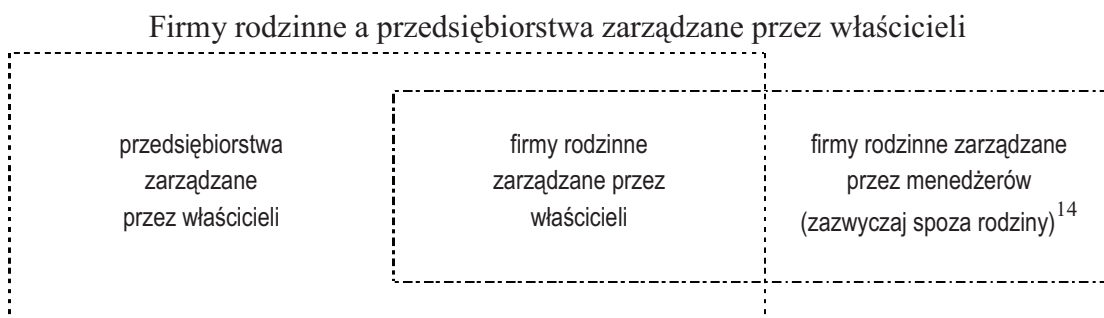 Firmy rodzinne a przedsiębiorstwa zarządzane przez właścicieli
przedsiębiorstwa
zarządzane
przez właścicieli
firmy rodzinne
zarządzane przez
właścicieli
firmy rodzinne zarządzane
przez menedżerów
(zazwyczaj spoza rodziny)14